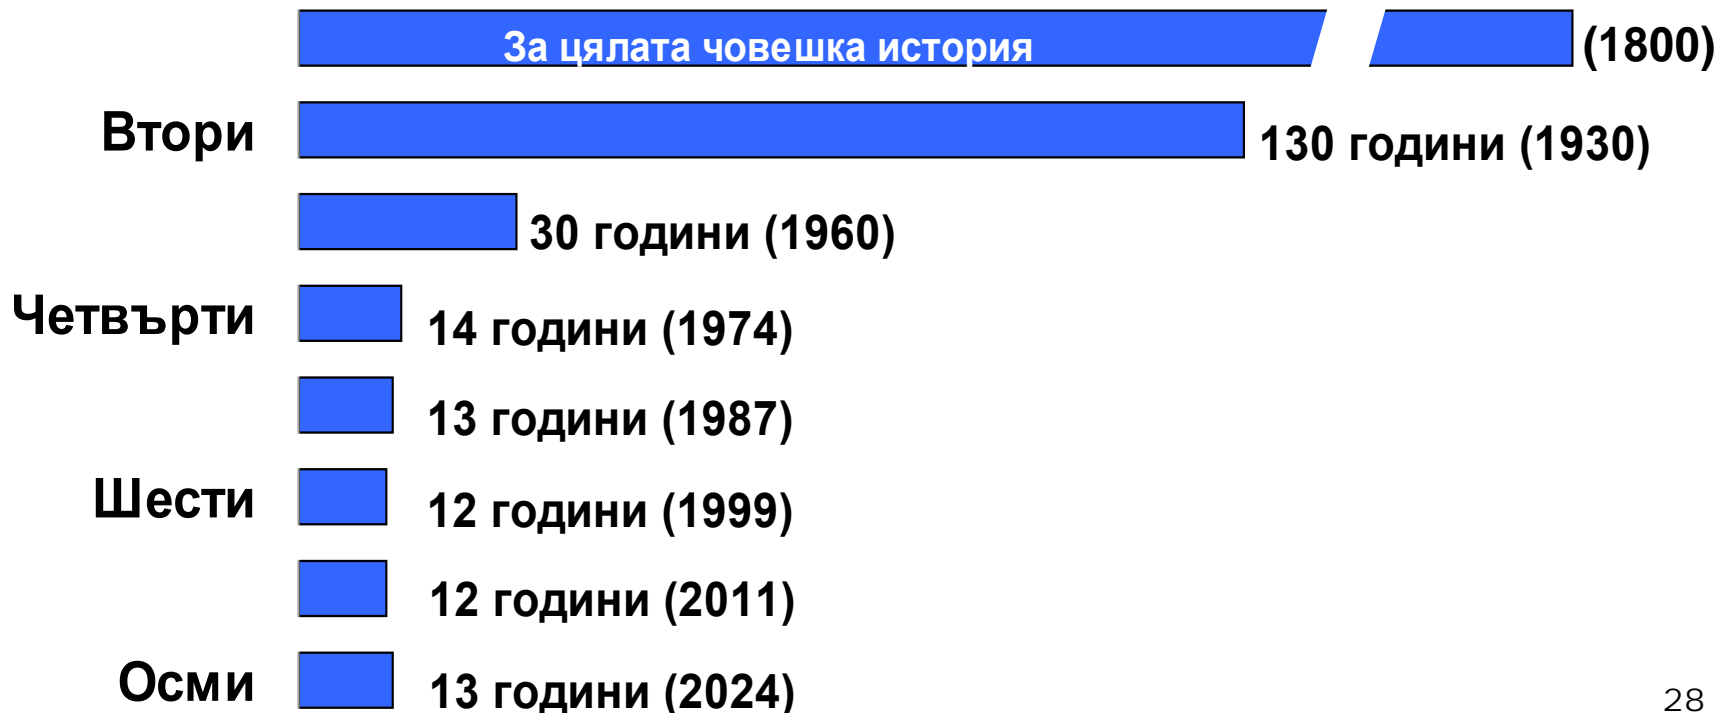 За цялата човешка история (1800)
Втори 130 години (1930)
30 години (1960)
Четвърти 14 години (1974)
13 години (1987)
Шести 12 години (1999)
12 години (2011)
Осми 13 години (2024)
28